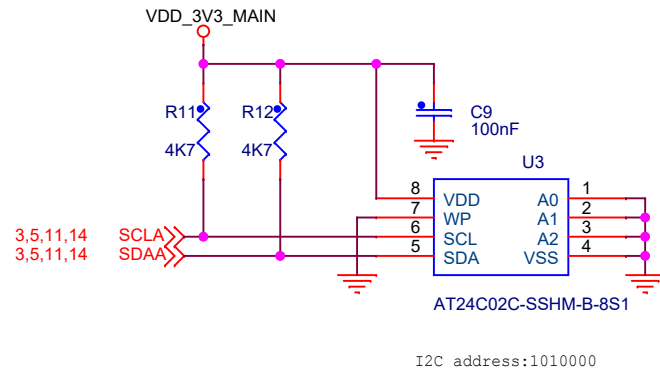 VDD_3V3_MAIN
R11
R12
C9
4K7
4K7
100nF
U3
8 VDD A0 1
7 WP A1 2
3,5,11,14 SCLA 6 SCL A2 3
3,5,11,14 SDAA 5 SDA VSS 4
AT24C02C-SSHM-B-8S1
I2C address:1010000